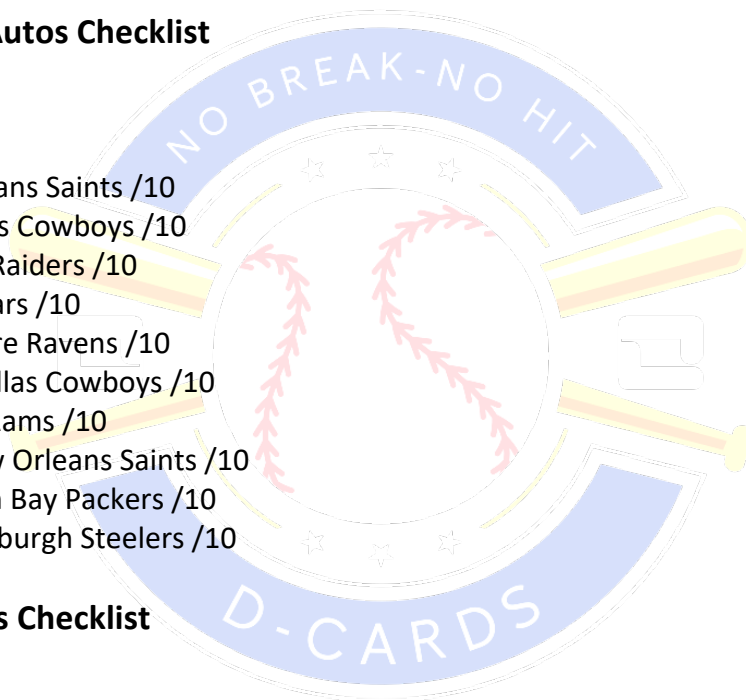 Autos Checklist
NO BREAK-NO HIT
ans Saints /10
s Cowboys /10
Raiders /10
ars /10
re Ravens /10
llas Cowboys /10
ams /10
w Orleans Saints /10
Bay Packers /10
burgh Steelers /10
s Checklist
D-CARDS